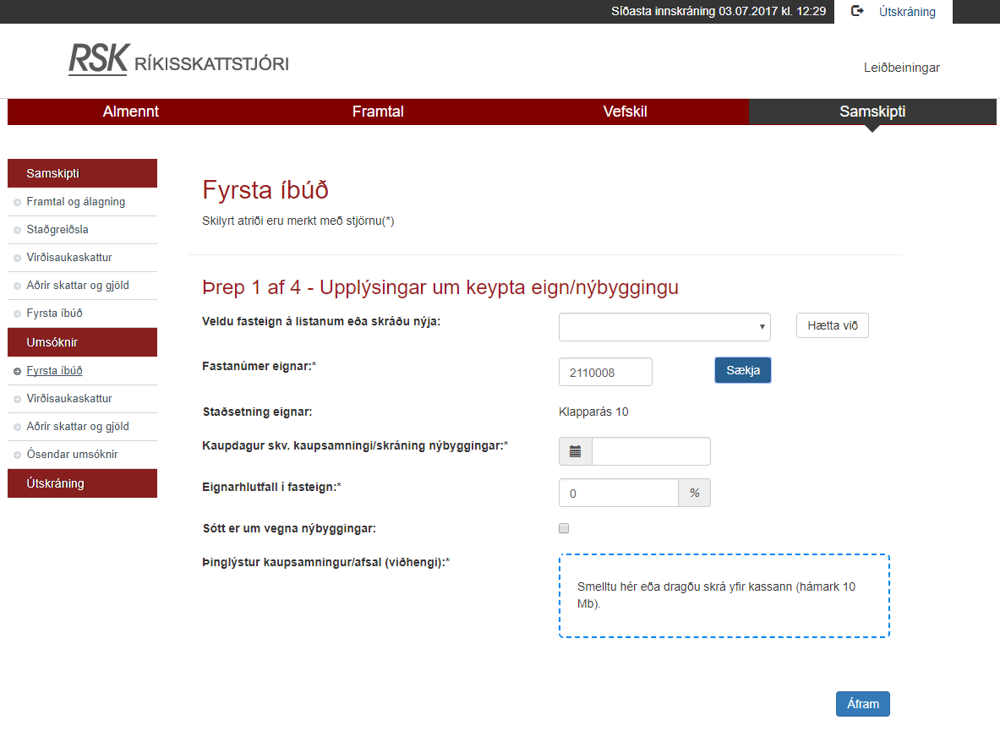 Síðasta innskráning 03.07.2017 kl. 12:29
Útskráning
RSK RÍKISSKATTSTJÓRI
Leiðbeiningar
Almennt
Framtal
Vefskil
Samskipti
Samskipti
Framtal og álagning
Staðgreiðsla
Virðisaukaskattur
Aðrir skattar og gjöld
Fyrsta íbúð
Umsóknir
Fyrsta íbúð
Virðisaukaskattur
Aðrir skattar og gjöld
Ósendar umsóknir
Útskráning
Fyrsta íbúð
Skilyrt atriði eru merkt með stjörnu(*)
Þrep 1 af 4 - Upplýsingar um keypta eign/nýbyggingu
Veldu fasteign á listanum eða skráðu nýja:
Hætta við
Fastanúmer eignar:*
2110008
Sækja
Staðsetning eignar:
Klapparás 10
Kaupdagur skv. kaupsamningi/skráning nýbyggingar:*
Eignarhlutfall í fasteign:*
0
%
Sótt er um vegna nýbyggingar:
Þinglýstur kaupsamningur/afsal (viðhengi):*
Smelltu hér eða dragðu skrá yfir kassann (hámark 10
Mb).
Áfram